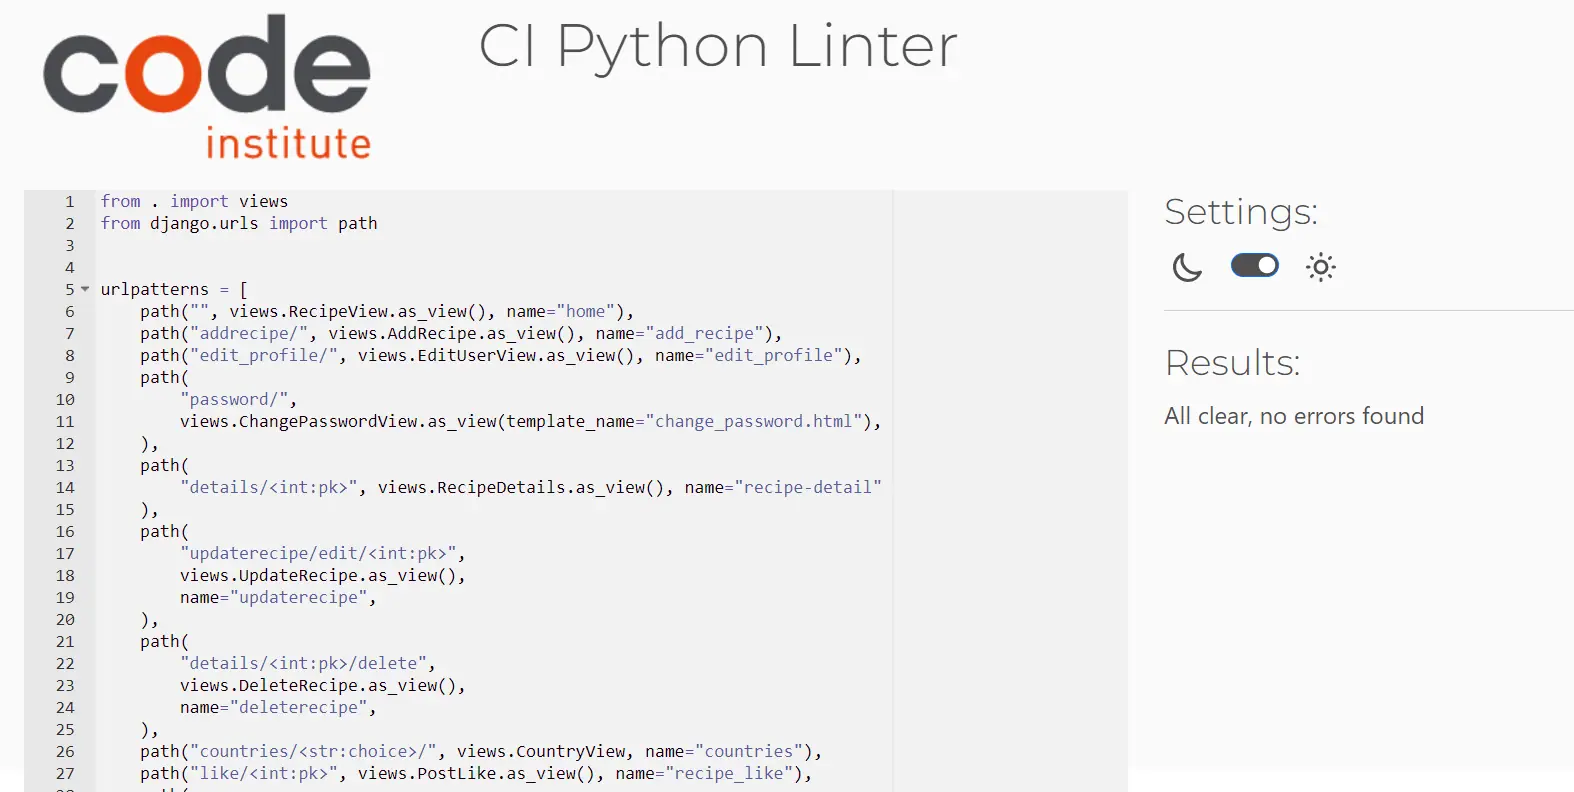 code
institute
CI Python Linter
1 from . import views
2 from django.urls import path
3
4
5 urlpatterns = [
6     path("", views.RecipeView.as_view(), name="home"),
7     path("addrecipe/", views.AddRecipe.as_view(), name="add_recipe"),
8     path("edit_profile/", views.EditUserView.as_view(), name="edit_profile"),
9     path(
10         "password/",
11         views.ChangePasswordView.as_view(template_name="change_password.html"),
12     ),
13     path(
14         "details/<int:pk>", views.RecipeDetails.as_view(), name="recipe-detail"
15     ),
16     path(
17         "updaterecipe/edit/<int:pk>",
18         views.UpdateRecipe.as_view(),
19         name="updaterecipe",
20     ),
21     path(
22         "details/<int:pk>/delete",
23         views.DeleteRecipe.as_view(),
24         name="deleterecipe",
25     ),
26     path("countries/<str:choice>/", views.CountryView, name="countries"),
27     path("like/<int:pk>", views.PostLike.as_view(), name="recipe_like"),
Settings:
Results:
All clear, no errors found